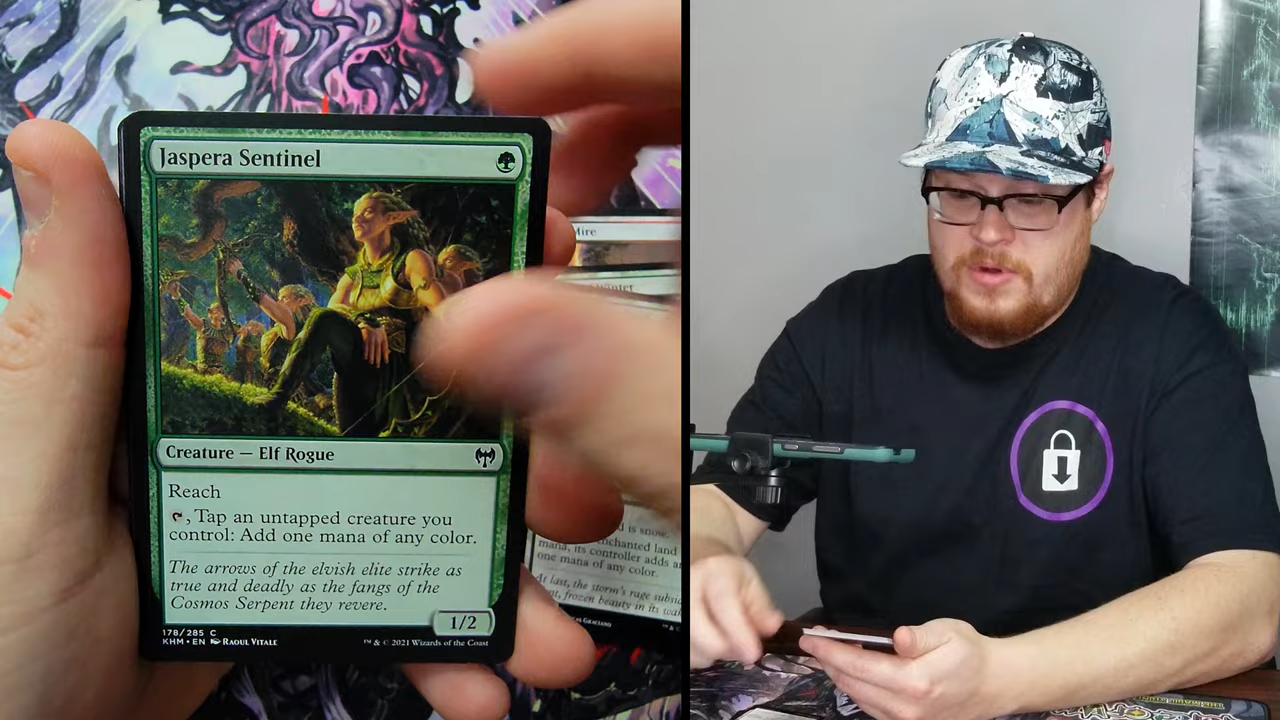 Jaspera Sentinel
Creature — Elf Rogue
Reach
, Tap an untapped creature you
control: Add one mana of any color.
The arrows of the elvish elite strike as
true and deadly as the fangs of the
Cosmos Serpent they revere.
1/2
178/285 C
KHM • EN RAOUL VITALE
™ & © 2021 Wizards of the Coast
Mire
d is snow.
enchanted land
mana, its controller adds
one mana of any color.
At last, the storm's rage
frozen beauty in its
GRACIANO